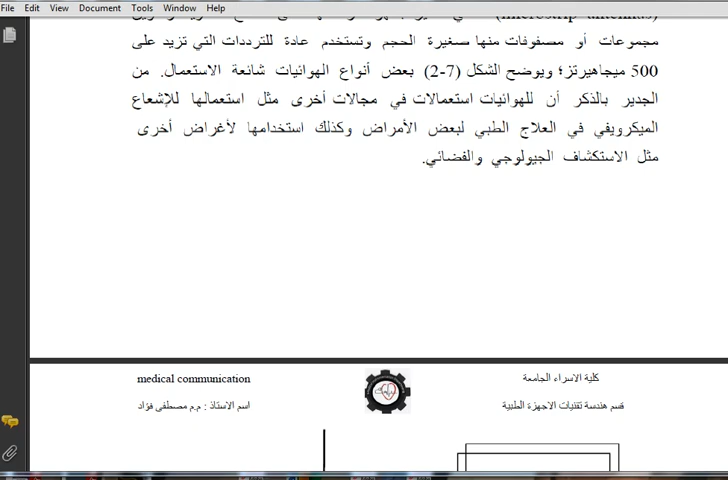 File Edit View Document Tools Window Help
(microstrip antennas)
مجموعات أو مصفوفات منها صغيرة الحجم وتستخدم عادة للترددات التي تزيد على
500 ميجاهيرتز؛ ويوضح الشكل (7-2) بعض أنواع الهوائيات شائعة الاستعمال. من
الجدير بالذكر أن للهوائيات استعمالات في مجالات أخرى مثل استعمالها للإشعاع
الميكرويفي في العلاج الطبي لبعض الأمراض وكذلك استخدامها لأغراض أخرى
مثل الاستكشاف الجيولوجي والفضائي.
كلية الاسراء الجامعة
medical communication
قسم هندسة تقنيات الاجهزة الطبية
اسم الاستاذ : م.م مصطفى فؤاد